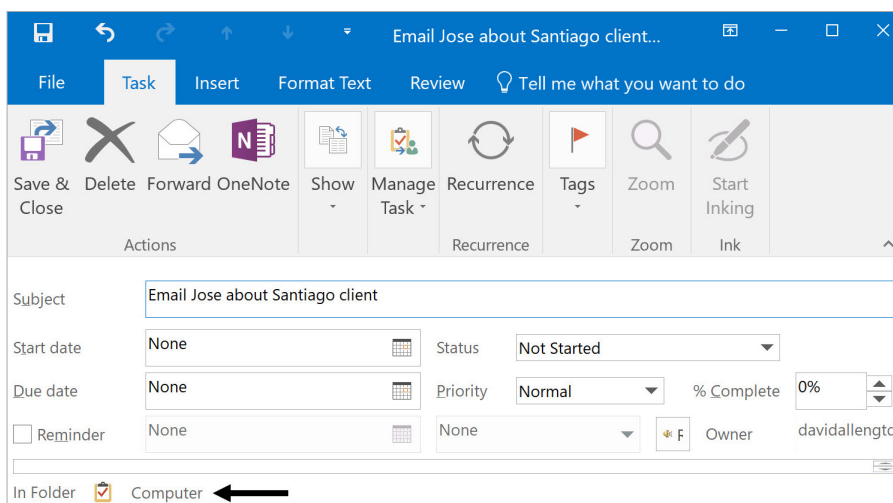 Email Jose about Santiago client...
File Task Insert Format Text Review Tell me what you want to do
Save & Close Delete Forward OneNote Show Manage Task Recurrence Tags Zoom Start Inking
Actions Recurrence Zoom Ink
Subject Email Jose about Santiago client
Start date None Status Not Started
Due date None Priority Normal % Complete 0%
Reminder None None Owner
In Folder Computer